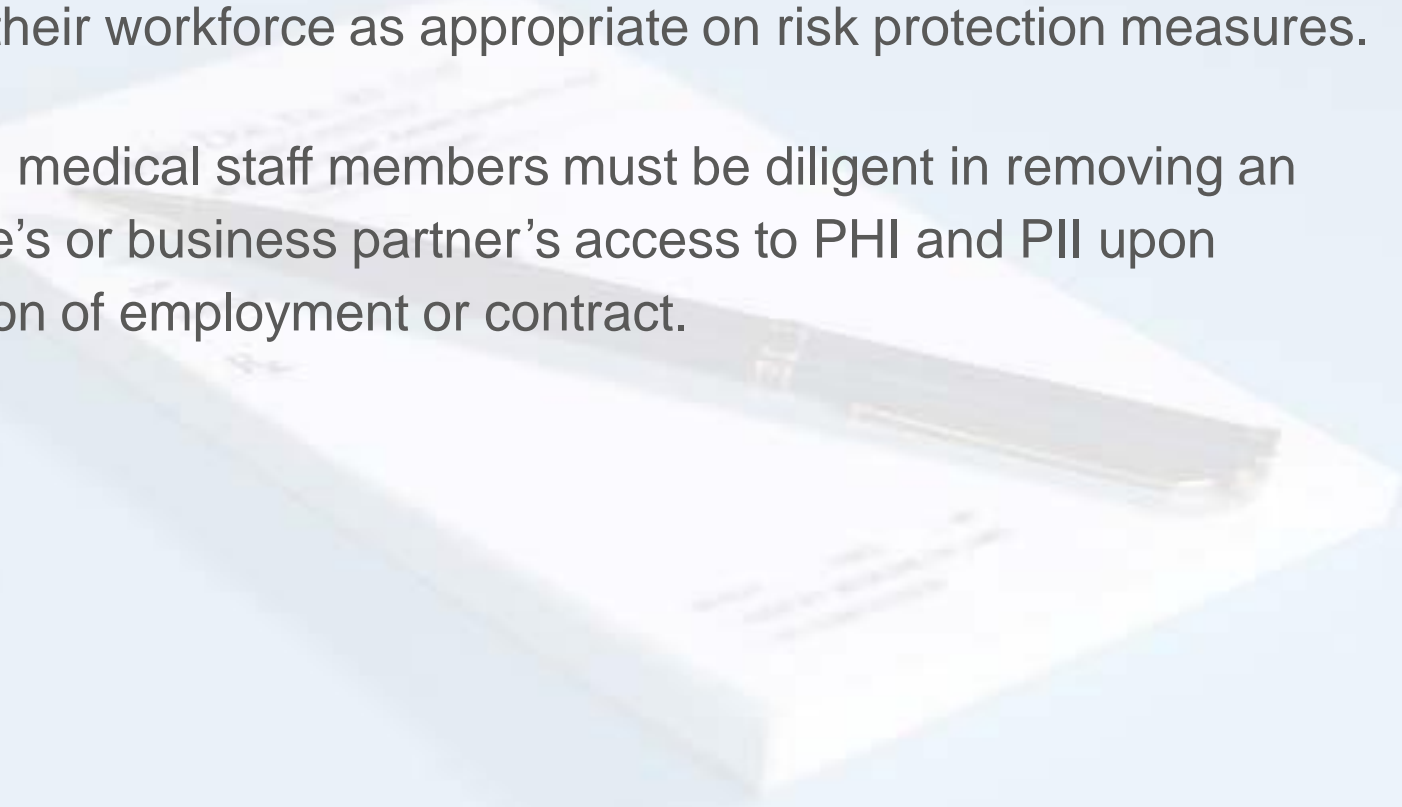 their workforce as appropriate on risk protection measures.
medical staff members must be diligent in removing an
e’s or business partner’s access to PHI and PII upon
on of employment or contract.